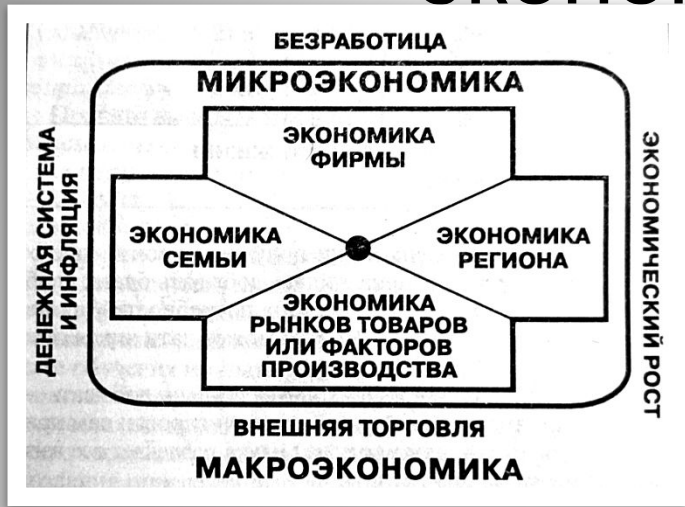 БЕЗРАБОТИЦА
МИКРОЭКОНОМИКА
ЭКОНОМИКА
ФИРМЫ
ДЕНЕЖНАЯ СИСТЕМА
И ИНФЛЯЦИЯ
ЭКОНОМИКА
СЕМЬИ
ЭКОНОМИКА
РЕГИОНА
ЭКОНОМИЧЕСКИЙ РОСТ
ЭКОНОМИКА
РЫНКОВ ТОВАРОВ
ИЛИ ФАКТОРОВ
ПРОИЗВОДСТВА
ВНЕШНЯЯ ТОРГОВЛЯ
МАКРОЭКОНОМИКА